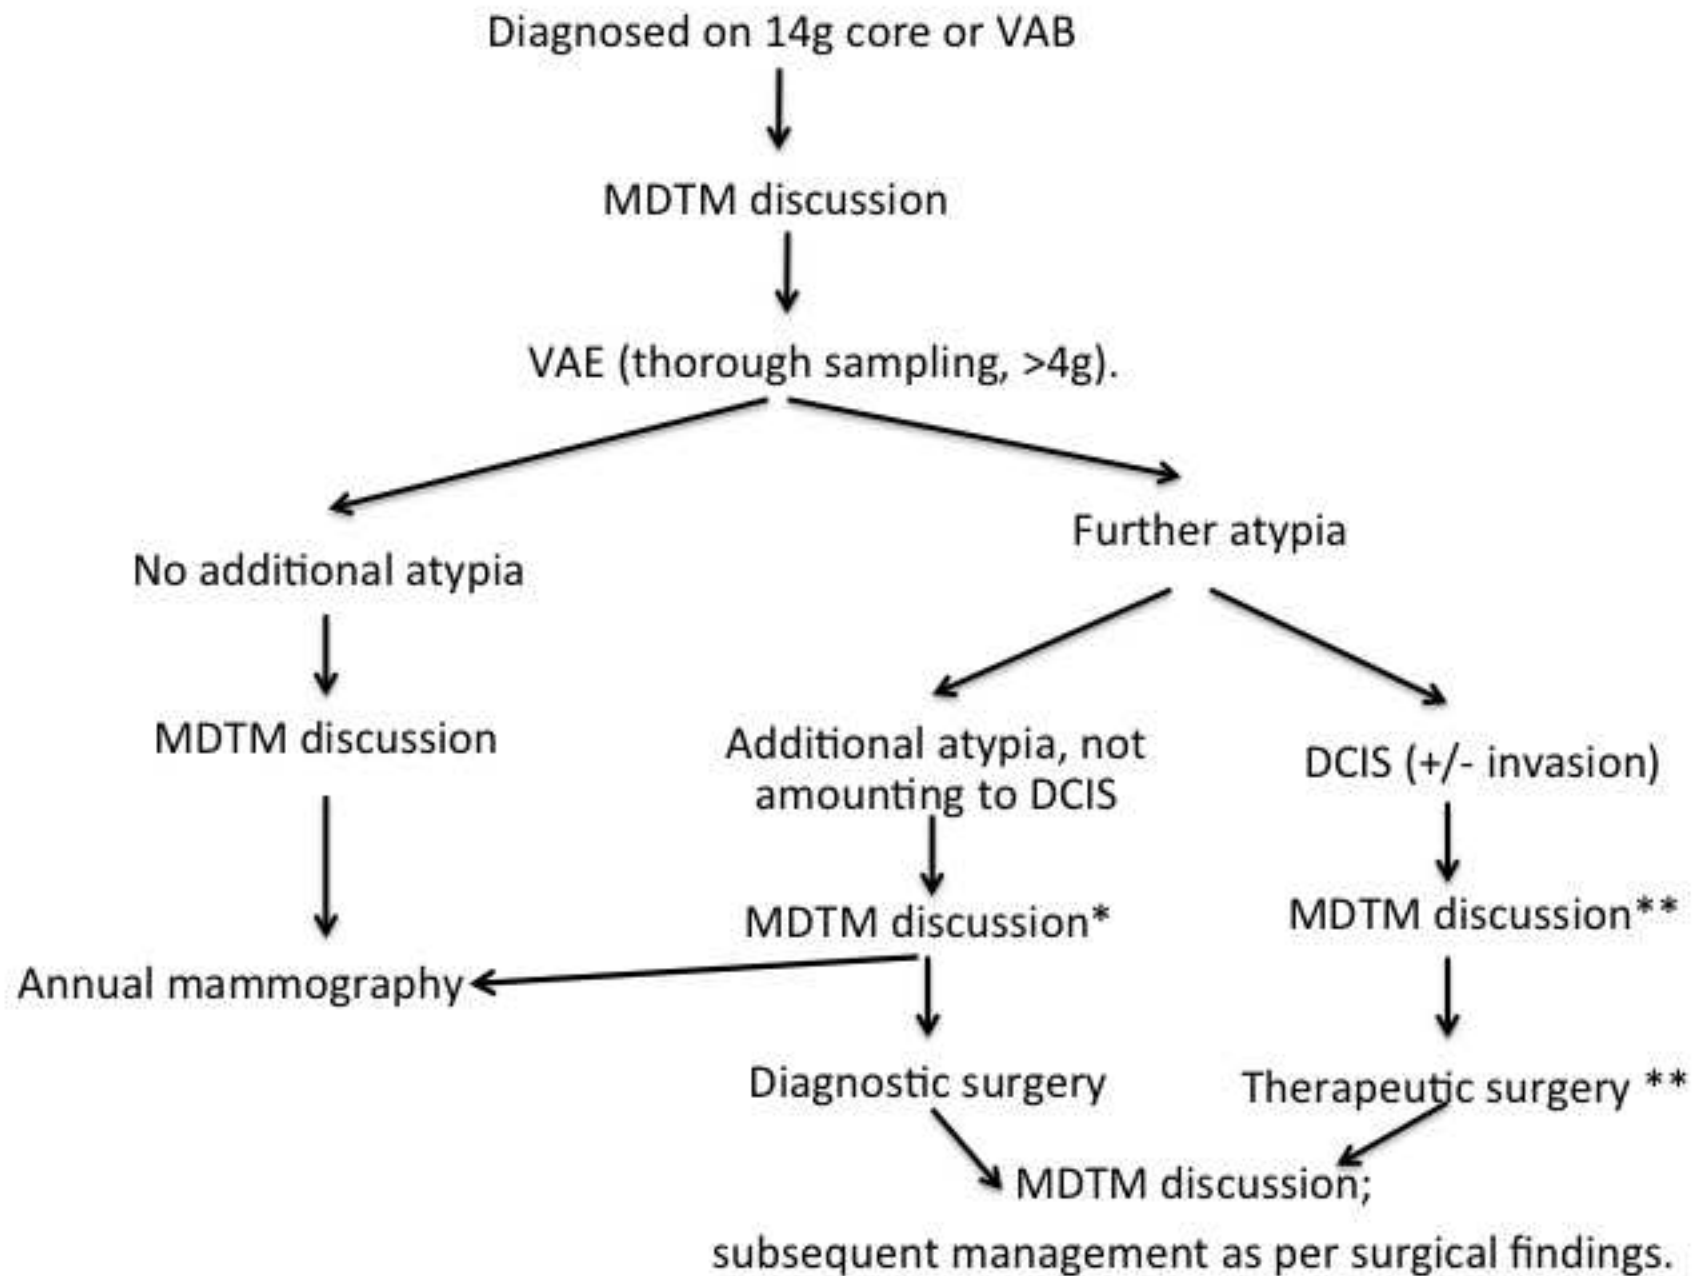 Diagnosed on 14g core or VAB
MDTM discussion
VAE (thorough sampling, >4g).
No additional atypia
Further atypia
MDTM discussion
Additional atypia, not
amounting to DCIS
DCIS (+/- invasion)
MDTM discussion*
MDTM discussion**
Annual mammography
Diagnostic surgery
Therapeutic surgery **
MDTM discussion;
subsequent management as per surgical findings.